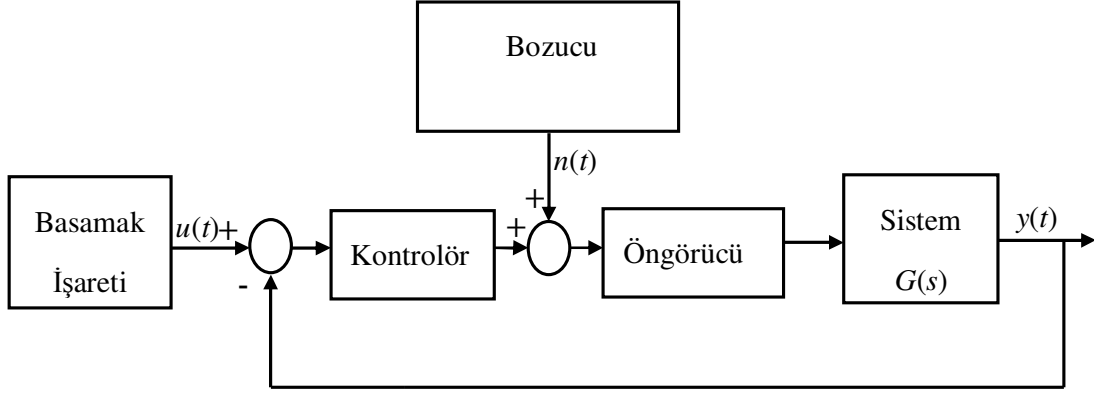 Bozucu
n(t)
+
Basamak
İşareti
u(t)+
-
Kontrolör
+
Öngörücü
Sistem
G(s)
y(t)